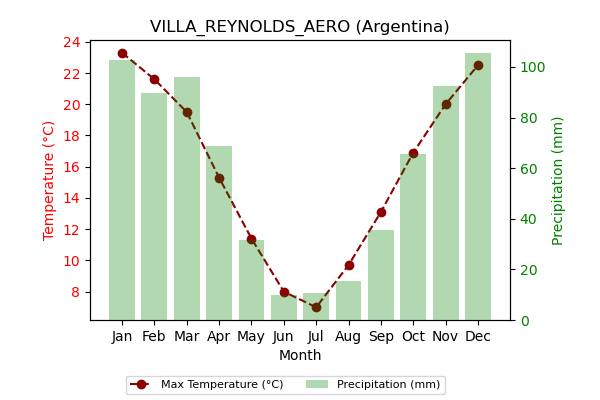 VILLA_REYNOLDS_AERO (Argentina)
24
22
20
18
16
14
12
10
8
Temperature (°C)
100
80
60
40
20
0
Precipitation (mm)
Jan Feb Mar Apr May Jun Jul Aug Sep Oct Nov Dec
Month
Max Temperature (°C) Precipitation (mm)